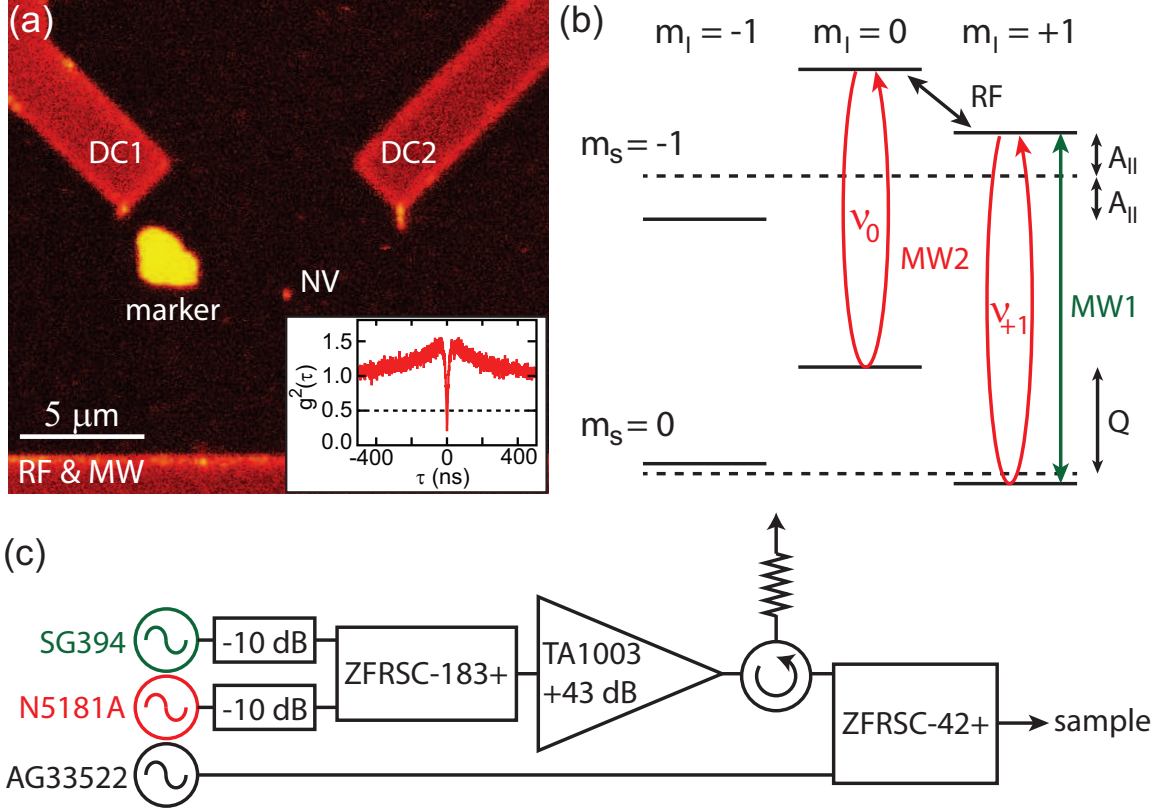 (a)
DC1
DC2
marker
NV
5 μm
RF & MW
g²(τ)
1.5
1.0
0.5
0.0
-400
0
400
τ (ns)
(b)
m_I = -1
m_I = 0
m_I = +1
RF
m_s = -1
A_||
A_||
ν_0
MW2
ν_+1
MW1
Q
m_s = 0
(c)
SG394
-10 dB
N5181A
-10 dB
AG33522
ZFRSC-183+
TA1003
+43 dB
ZFRSC-42+
sample